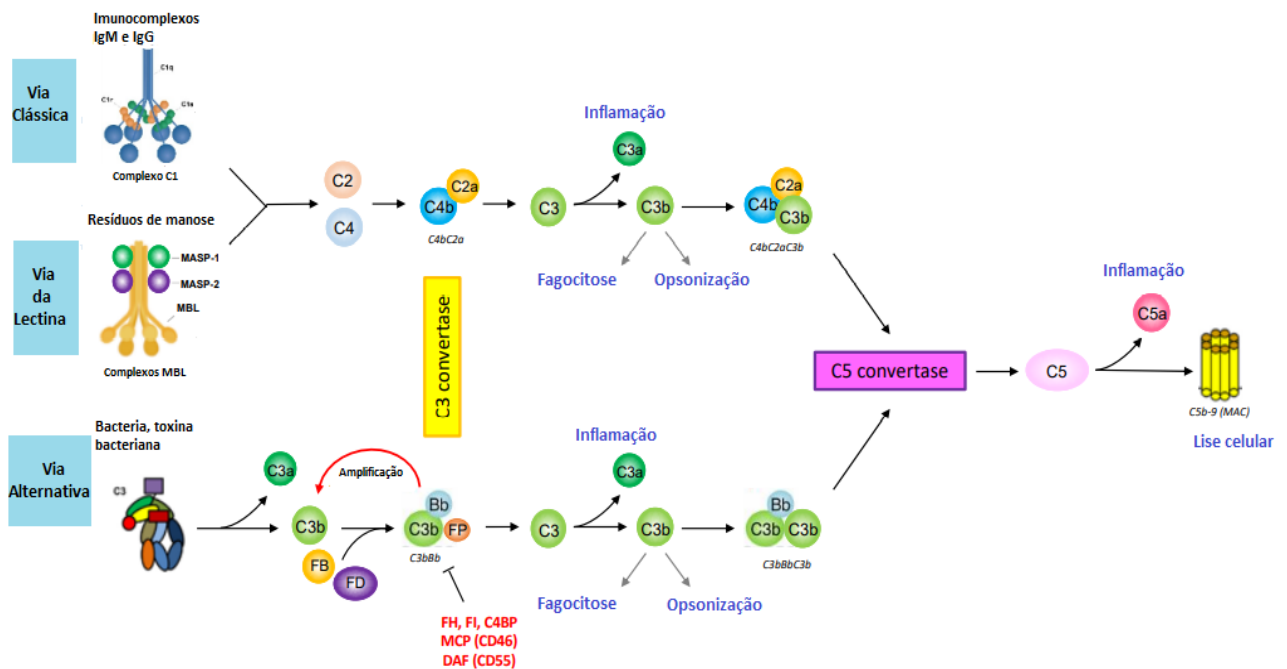 Imunocomplexos
IgM e IgG
Via
Clássica
C1q
C1r
C1s
Complexo C1
Inflamação
C3a
C2
C4
C2a
C4b
C4bC2a
C3
C3b
C2a
C4b
C3b
C4bC2aC3b
Fagocitose
Opsonização
Resíduos de manose
Via
da
Lectina
MASP-1
MASP-2
MBL
Complexos MBL
C3 convertase
C5 convertase
Inflamação
C5a
C5
C5b-9 (MAC)
Lise celular
Bacteria, toxina
bacteriana
Via
Alternativa
C3
C3a
Amplificação
C3b
FB
FD
Bb
C3b
FP
C3bBb
Inflamação
C3a
C3
C3b
Bb
C3b
C3b
C3bBbC3b
Fagocitose
Opsonização
FH, FI, C4BP
MCP (CD46)
DAF (CD55)